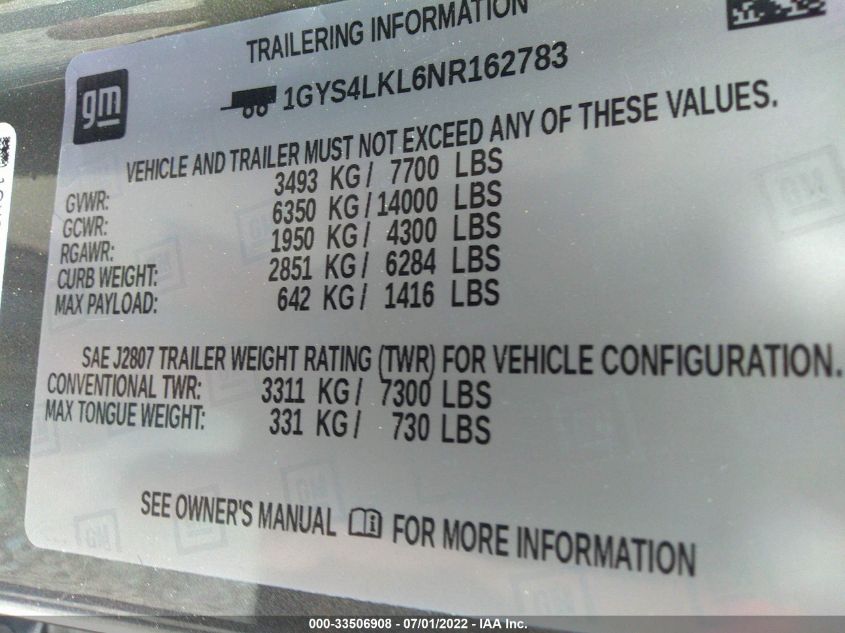 TRAILERING INFORMATION
gm
1GYS4LKL6NR162783
VEHICLE AND TRAILER MUST NOT EXCEED ANY OF THESE VALUES.
GVWR: 3493 KG/ 7700 LBS
GCWR: 6350 KG/14000 LBS
RGAWR: 1950 KG/ 4300 LBS
CURB WEIGHT: 2851 KG/ 6284 LBS
MAX PAYLOAD: 642 KG/ 1416 LBS
SAE J2807 TRAILER WEIGHT RATING (TWR) FOR VEHICLE CONFIGURATION.
CONVENTIONAL TWR: 3311 KG/ 7300 LBS
MAX TONGUE WEIGHT: 331 KG/ 730 LBS
SEE OWNER'S MANUAL FOR MORE INFORMATION
000-33506908 - 07/01/2022 - IAA Inc.